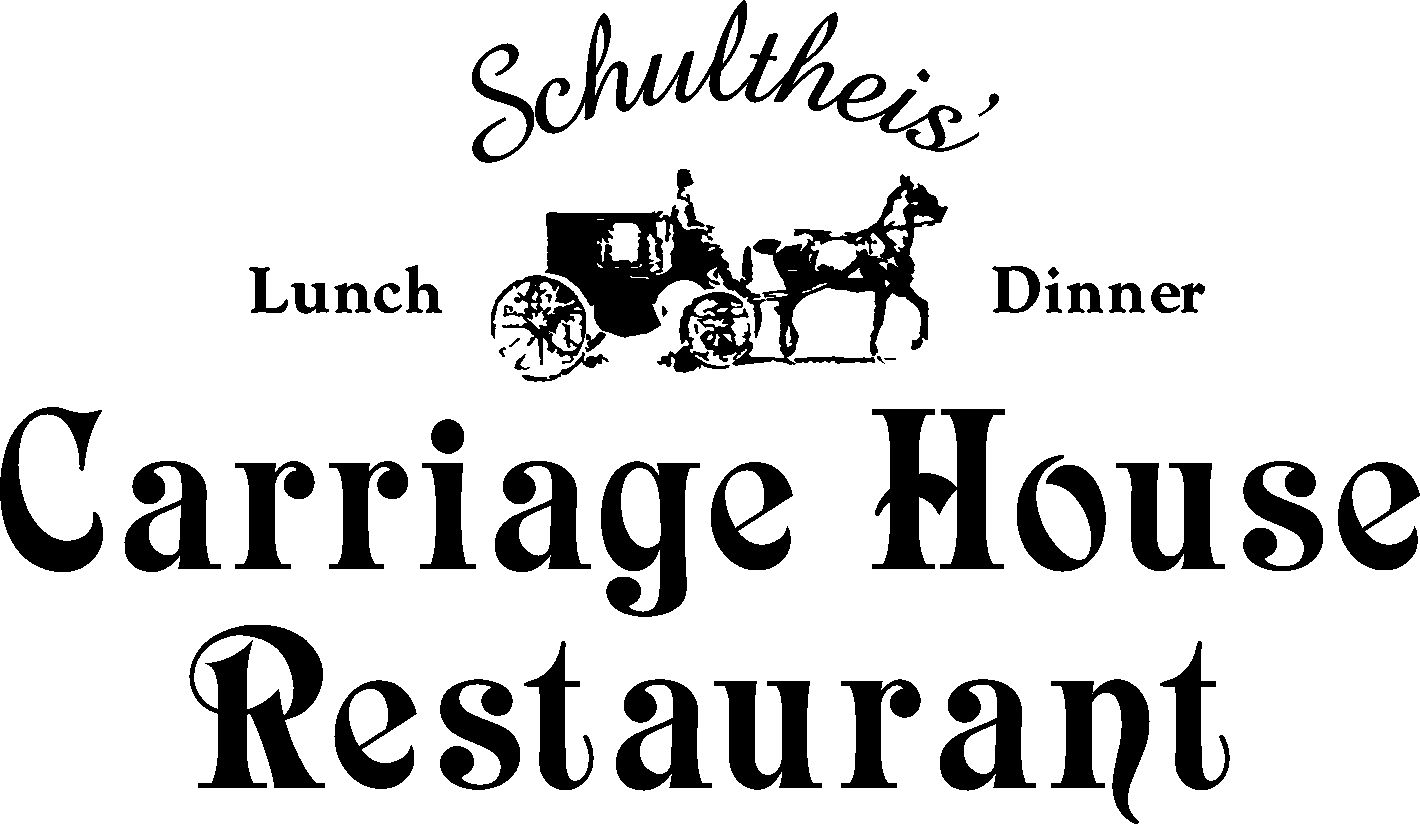 Schultheis'
Lunch Dinner
Carriage House
Restaurant